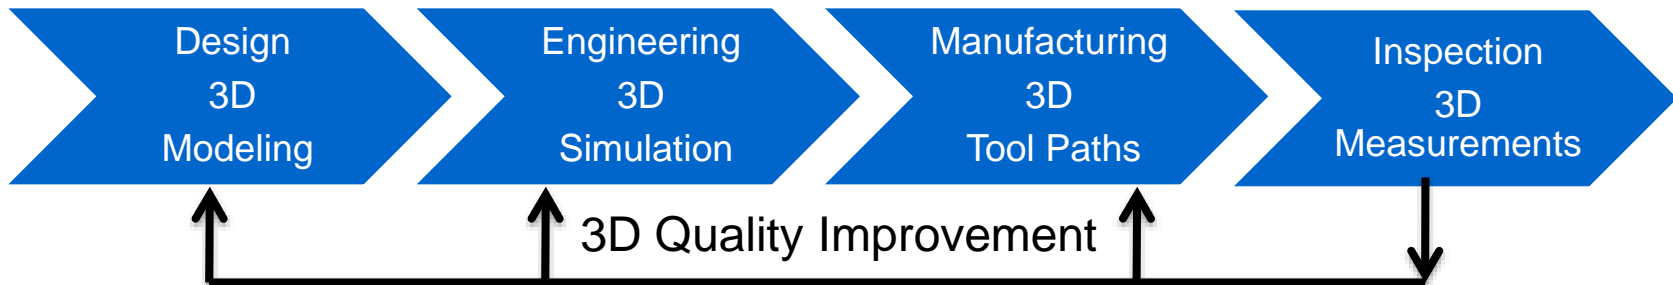 Design
3D
Modeling
Engineering
3D
Simulation
Manufacturing
3D
Tool Paths
Inspection
3D
Measurements
3D Quality Improvement